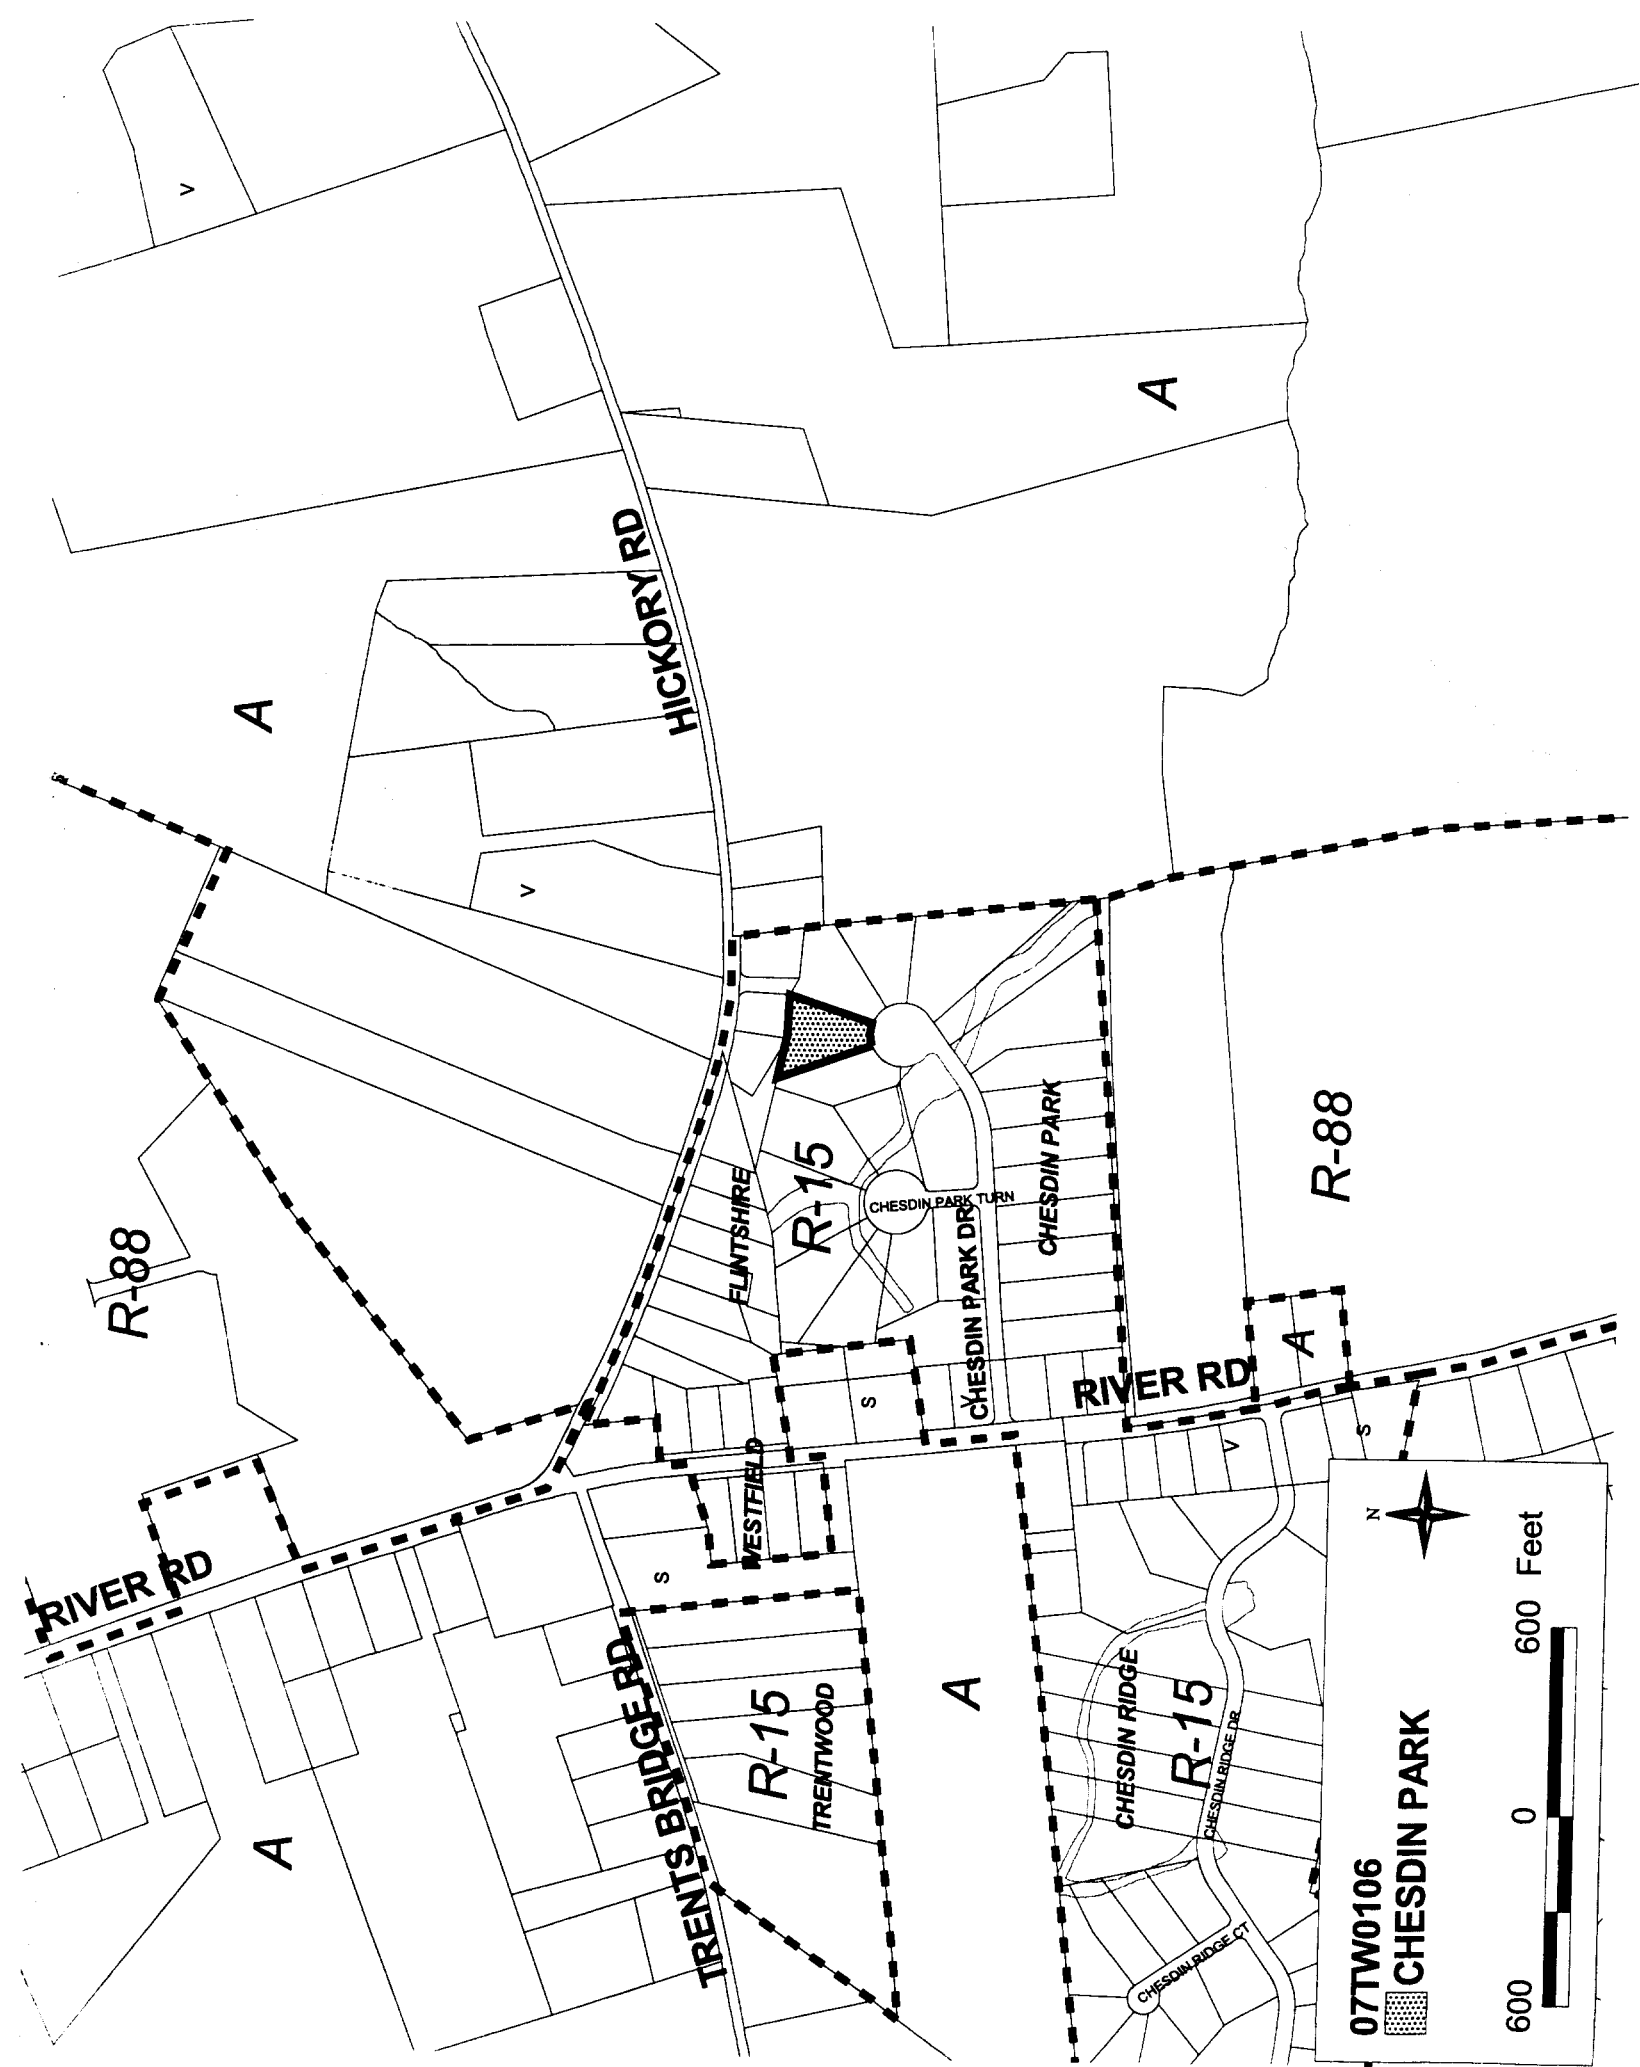 V
HICKORY RD
A
A
V
R-88
FLINTSHIRE
R-15
CHESDIN PARK TURN
CHESDIN PARK DR
CHESDIN PARK
R-88
RIVER RD
A
S
V
S
RIVER RD
WESTFIELD
S
TRENTS BRIDGE RD
R-15
TRENTWOOD
A
A
CHESDIN RIDGE
R-15
CHESDIN RIDGE DR
CHESDIN RIDGE CT
N
07TW0106
CHESDIN PARK
600 0 600 Feet